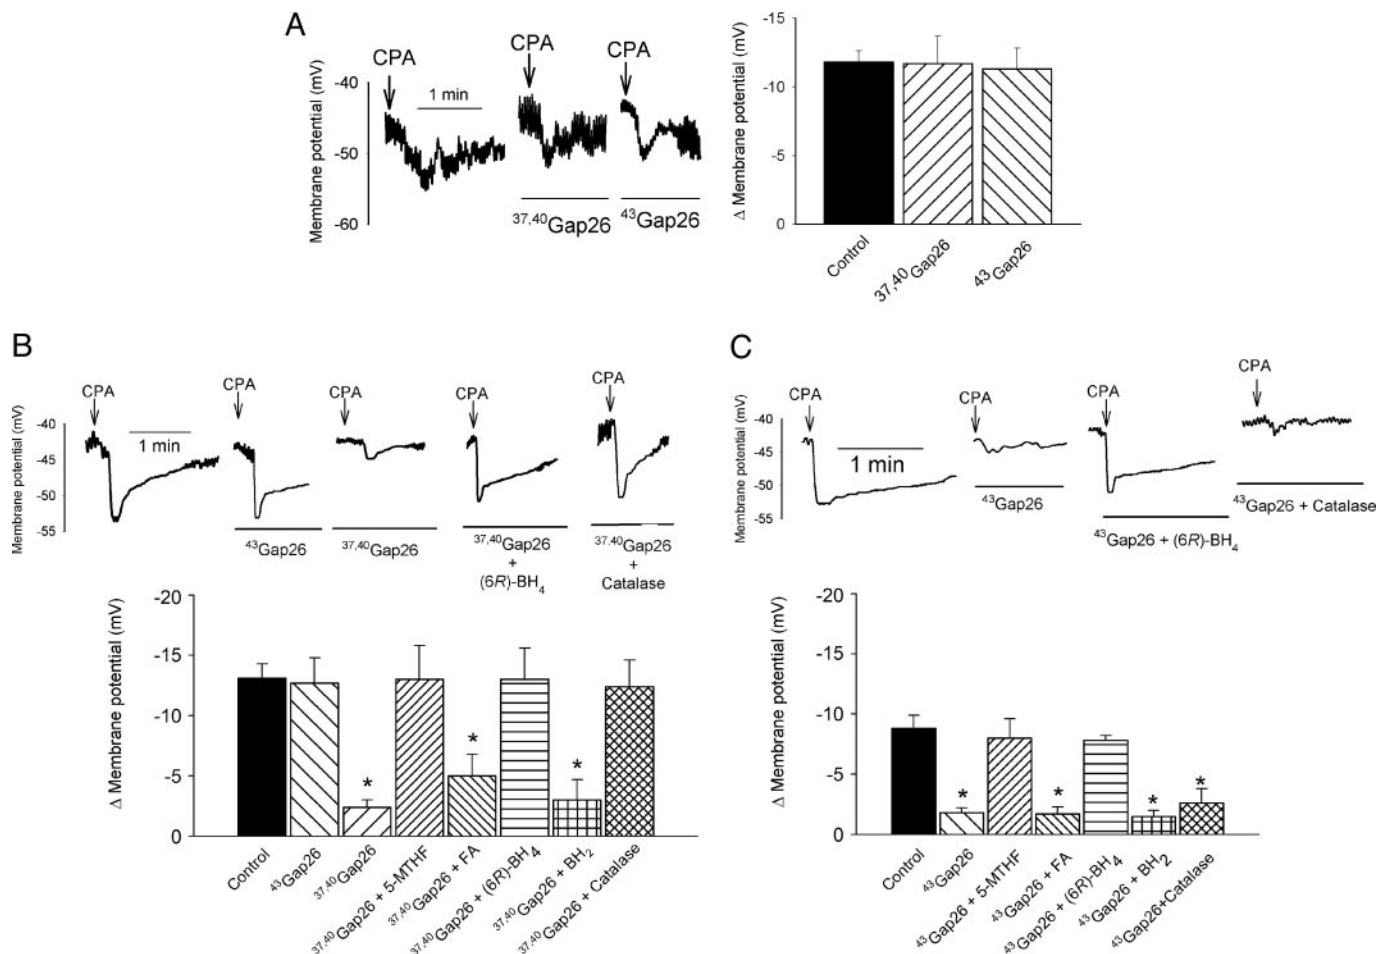 A
CPA
CPA
CPA
1 min
Membrane potential (mV)
-40
-50
-60
37,40Gap26
43Gap26
Δ Membrane potential (mV)
-15
-10
-5
0
Control
37,40Gap26
43Gap26
B
CPA
CPA
CPA
CPA
CPA
1 min
Membrane potential (mV)
-40
-45
-50
-55
43Gap26
37,40Gap26
37,40Gap26
+
(6R)-BH4
37,40Gap26
+
Catalase
Δ Membrane potential (mV)
-20
-15
-10
-5
0
*
*
*
Control
43Gap26
37,40Gap26
37,40Gap26 + 5-MTHF
37,40Gap26 + FA
37,40Gap26 + (6R)-BH4
37,40Gap26 + BH2
37,40Gap26 + Catalase
C
CPA
CPA
CPA
CPA
1 min
Membrane potential (mV)
-40
-45
-50
-55
43Gap26
43Gap26 + (6R)-BH4
43Gap26 + Catalase
Δ Membrane potential (mV)
-20
-15
-10
-5
0
*
*
*
*
Control
43Gap26
43Gap26 + 5-MTHF
43Gap26 + FA
43Gap26 + (6R)-BH4
43Gap26 + BH2
43Gap26+Catalase